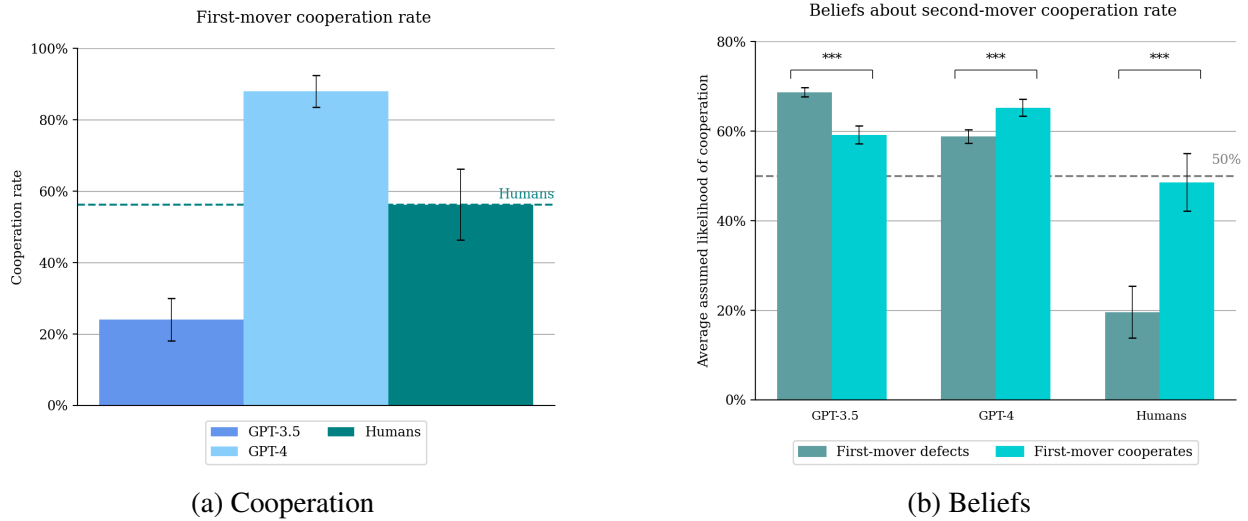 First-mover cooperation rate
100%
80%
60%
40%
20%
0%
Cooperation rate
Humans
GPT-3.5
GPT-4
Humans
(a) Cooperation
Beliefs about second-mover cooperation rate
80%
60%
40%
20%
0%
Average assumed likelihood of cooperation
***
***
***
50%
GPT-3.5
GPT-4
Humans
First-mover defects
First-mover cooperates
(b) Beliefs